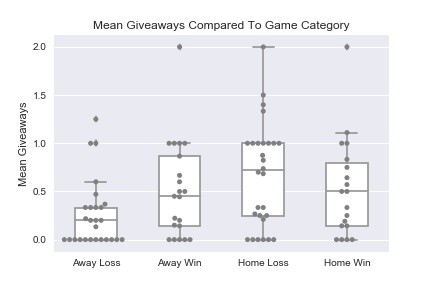 Mean Giveaways Compared To Game Category
Mean Giveaways
2.0
1.5
1.0
0.5
0.0
Away Loss
Away Win
Home Loss
Home Win